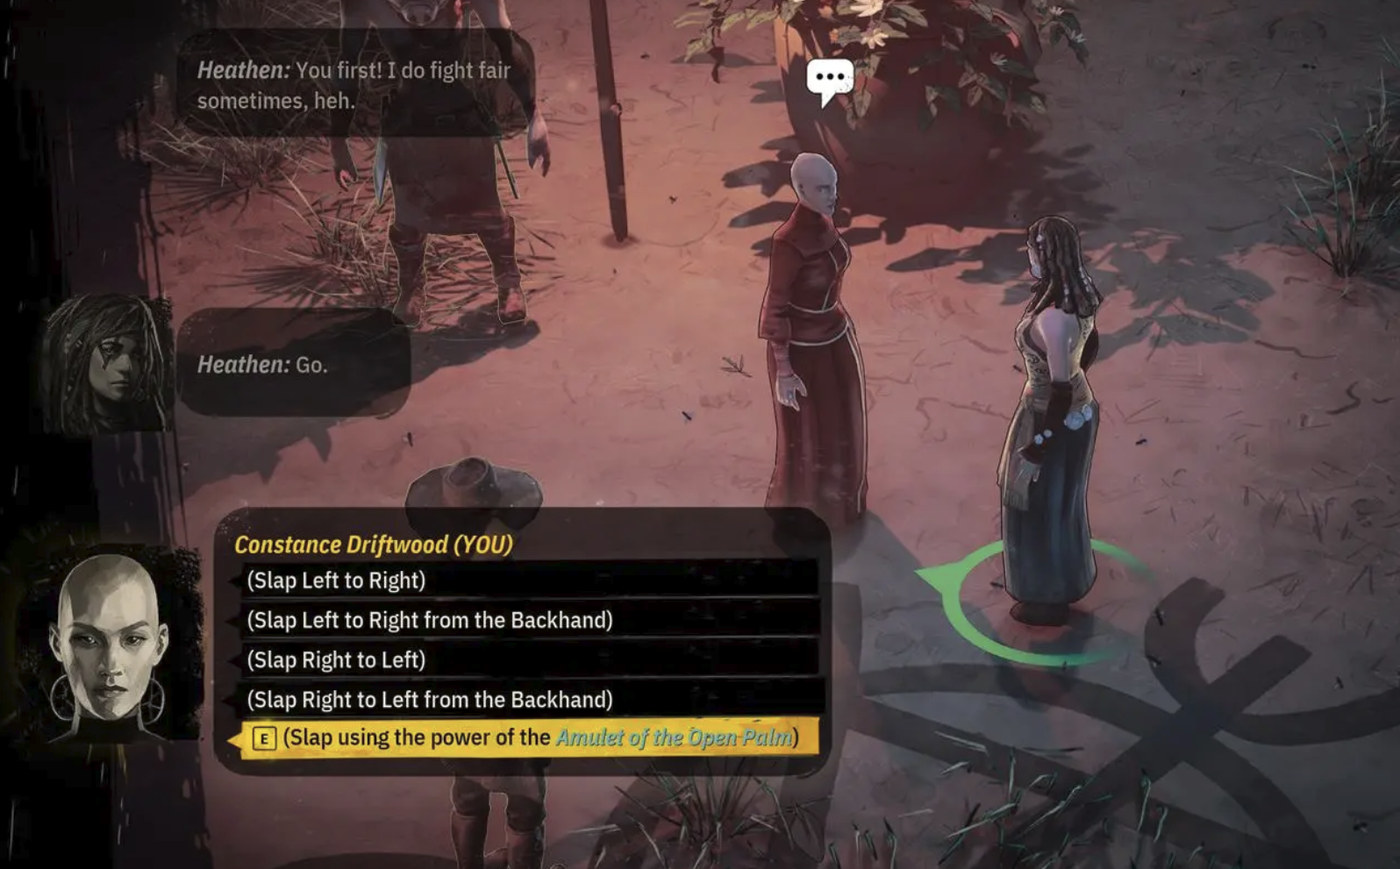 Heathen: You first! I do fight fair
sometimes, heh.
Heathen: Go.
Constance Driftwood (YOU)
(Slap Left to Right)
(Slap Left to Right from the Backhand)
(Slap Right to Left)
(Slap Right to Left from the Backhand)
E (Slap using the power of the Amulet of the Open Palm)